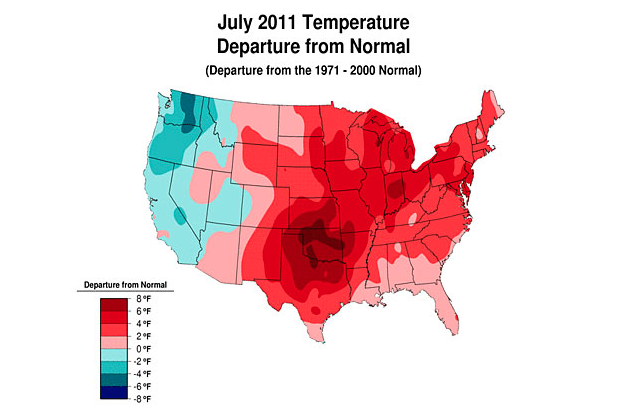 July 2011 Temperature
Departure from Normal
(Departure from the 1971 - 2000 Normal)
Departure from Normal
8 °F
6 °F
4 °F
2 °F
0 °F
-2 °F
-4 °F
-6 °F
-8 °F